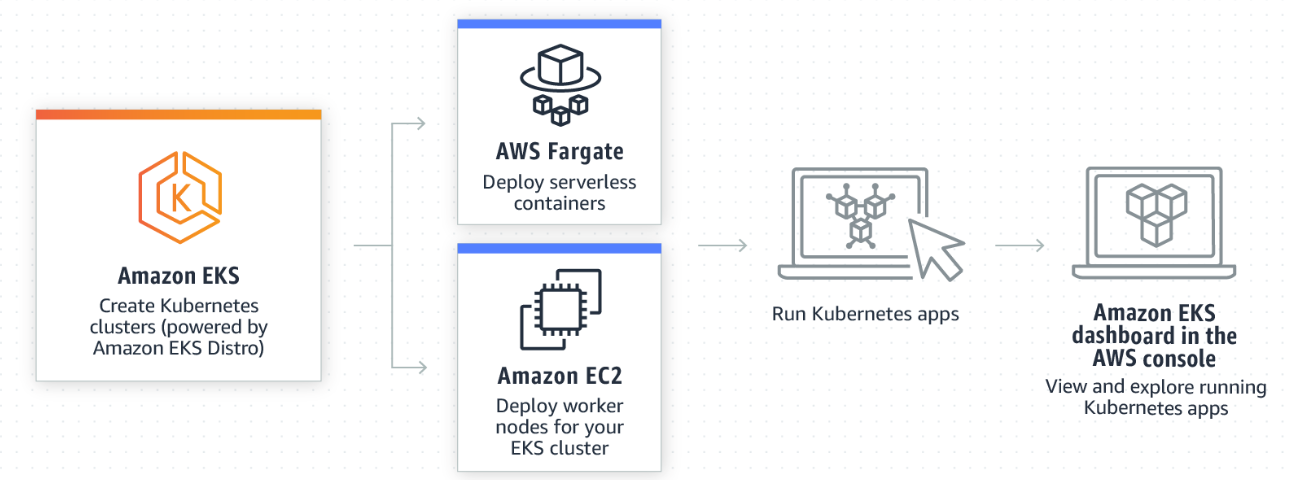 K
Amazon EKS
Create Kubernetes
clusters (powered by
Amazon EKS Distro)
AWS Fargate
Deploy serverless
containers
Amazon EC2
Deploy worker
nodes for your
EKS cluster
Run Kubernetes apps
Amazon EKS
dashboard in the
AWS console
View and explore running
Kubernetes apps